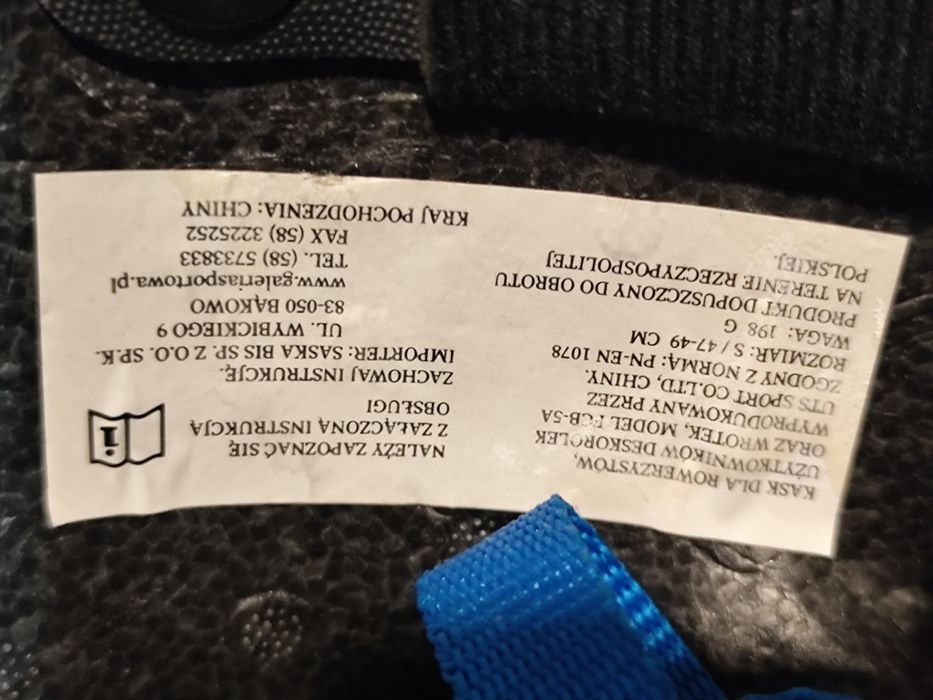 KASK DLA ROWERZYSTÓW,
UŻYTKOWNIKÓW DESKOROLEK
ORAZ WROTEK, MODEL FCB-5A
WYPRODUKOWANY PRZEZ
UTS SPORT CO.LTD, CHINY.
ZGODNY Z NORMĄ: PN-EN 1078
ROZMIAR: S / 47-49 CM
WAGA: 198 G
PRODUKT DOPUSZCZONY DO OBROTU
NA TERENIE RZECZYPOSPOLITEJ
POLSKIEJ.
NALEŻY ZAPOZNAĆ SIĘ
Z ZAŁĄCZONĄ INSTRUKCJĄ
OBSŁUGI
ZACHOWAJ INSTRUKCJĘ.
IMPORTER: SASKA BIS SP. Z O.O. SP.K.
UL. WYBICKIEGO 9
83-050 BĄKOWO
www.galeriasportowa.pl
TEL. (58) 5733833
FAX (58) 3225252
KRAJ POCHODZENIA: CHINY